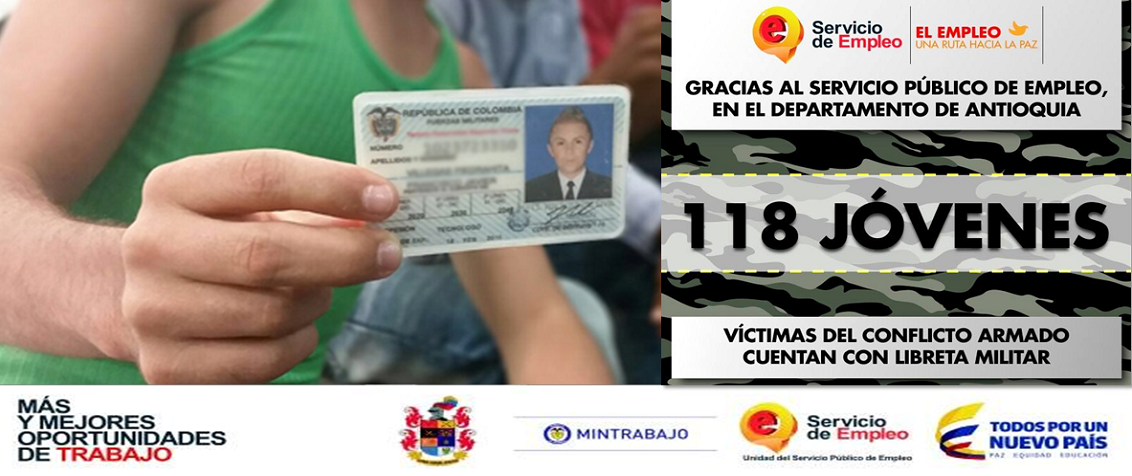 REPÚBLICA DE COLOMBIA
FUERZAS MILITARES
NÚMERO
APELLIDOS
TECNÓLOGO
Servicio
de Empleo
EL EMPLEO
UNA RUTA HACIA LA PAZ
GRACIAS AL SERVICIO PÚBLICO DE EMPLEO,
EN EL DEPARTAMENTO DE ANTIOQUIA
118 JÓVENES
VÍCTIMAS DEL CONFLICTO ARMADO
CUENTAN CON LIBRETA MILITAR
MÁS
Y MEJORES
OPORTUNIDADES
DE TRABAJO
MINTRABAJO
Servicio
de Empleo
Unidad del Servicio Público de Empleo
TODOS POR UN
NUEVO PAÍS
PAZ EQUIDAD EDUCACIÓN